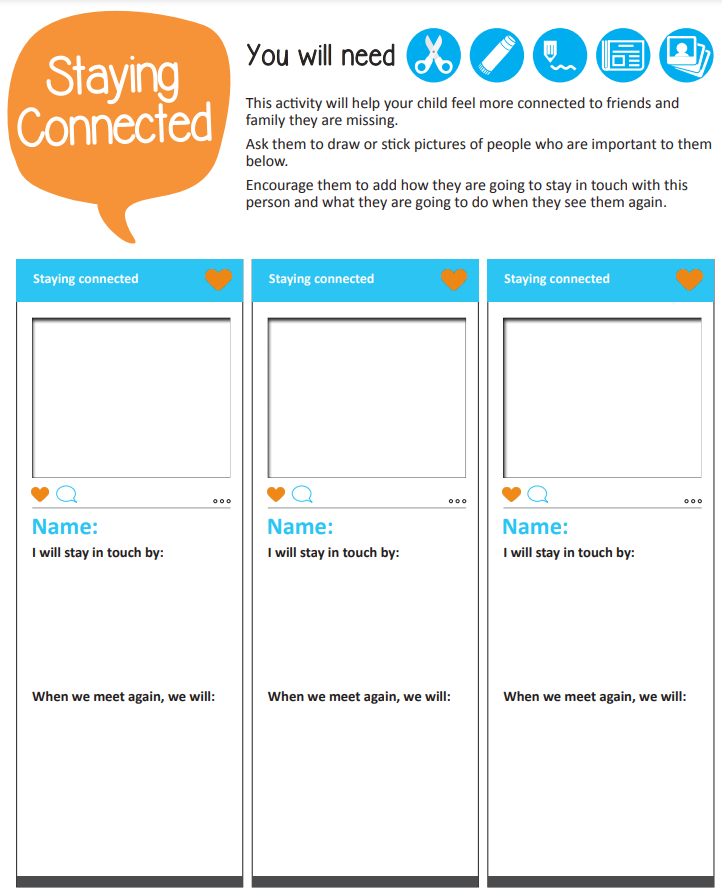 Staying
Connected
You will need
This activity will help your child feel more connected to friends and
family they are missing.
Ask them to draw or stick pictures of people who are important to them
below.
Encourage them to add how they are going to stay in touch with this
person and what they are going to do when they see them again.
Staying connected
Name:
I will stay in touch by:
When we meet again, we will:
Staying connected
Name:
I will stay in touch by:
When we meet again, we will:
Staying connected
Name:
I will stay in touch by:
When we meet again, we will: